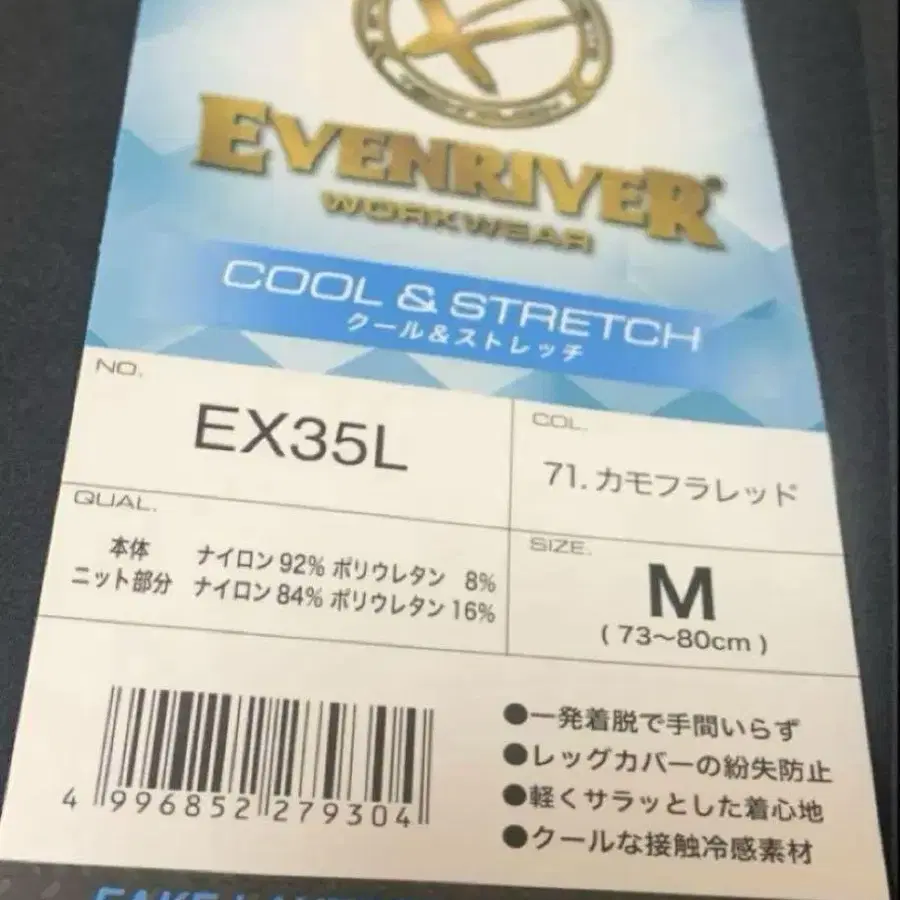 EVENRIVER®
WORKWEAR
COOL & STRETCH
クール&ストレッチ
NO.
EX35L
COL.
71. カモフラレッド
QUAL.
本体 ナイロン 92% ポリウレタン 8%
ニット部分 ナイロン 84% ポリウレタン 16%
SIZE.
M
( 73〜80cm )
4 996852 279304
●一発着脱で手間いらず
●レッグカバーの紛失防止
●軽くサラッとした着心地
●クールな接触冷感素材